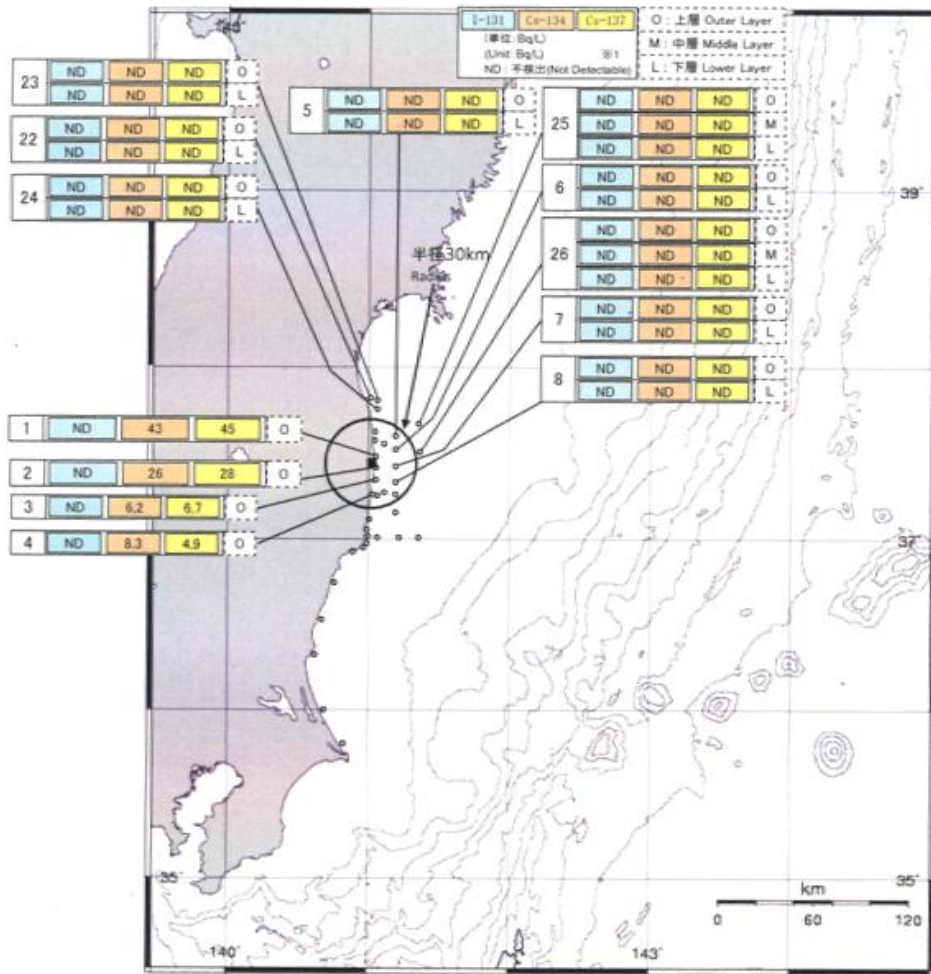 I-131 Cs-134 Cs-137
(単位: Bq/L)
(Unit: Bq/L) ※1
ND : 不検出(Not Detectable)
O : 上層 Outer Layer
M : 中層 Middle Layer
L : 下層 Lower Layer
23 ND ND ND O
ND ND ND L
22 ND ND ND O
ND ND ND L
24 ND ND ND O
ND ND ND L
5 ND ND ND O
ND ND ND L
25 ND ND ND O
ND ND ND M
ND ND ND L
6 ND ND ND O
ND ND ND L
26 ND ND ND O
ND ND ND M
ND ND ND L
7 ND ND ND O
ND ND ND L
8 ND ND ND O
ND ND ND L
39°
半径30km
Radius
1 ND 43 45 O
2 ND 26 28 O
3 ND 6.2 6.7 O
4 ND 8.3 4.9 O
37°
35°
35°
km
0 60 120
140°
143°